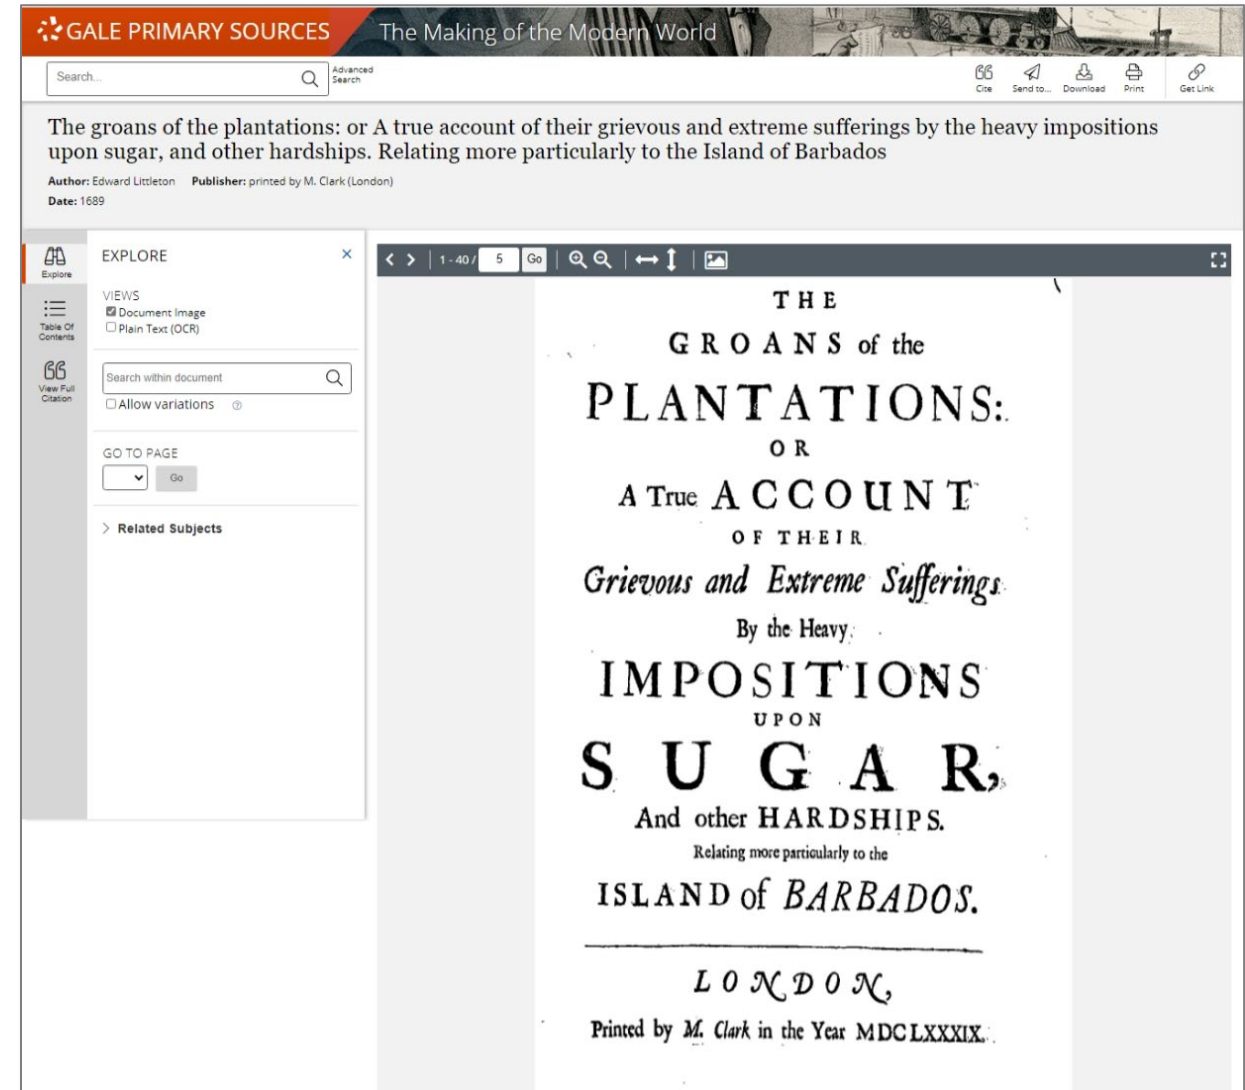 GALE PRIMARY SOURCES
The Making of the Modern World
Search...
Advanced
Search
Cite
Send to...
Download
Print
Get Link
The groans of the plantations: or A true account of their grievous and extreme sufferings by the heavy impositions
upon sugar, and other hardships. Relating more particularly to the Island of Barbados
Author: Edward Littleton Publisher: printed by M. Clark (London)
Date: 1689
Explore
Table Of
Contents
View Full
Citation
EXPLORE
VIEWS
Document Image
Plain Text (OCR)
Search within document
Allow variations
GO TO PAGE
Go
Related Subjects
1 - 40 / 5 Go
THE
GROANS of the
PLANTATIONS:
OR
A True ACCOUNT
OF THEIR
Grievous and Extreme Sufferings
By the Heavy
IMPOSITIONS
UPON
SUGAR,
And other HARDSHIPS.
Relating more particularly to the
ISLAND of BARBADOS.
LONDON,
Printed by M. Clark in the Year MDCLXXXIX.